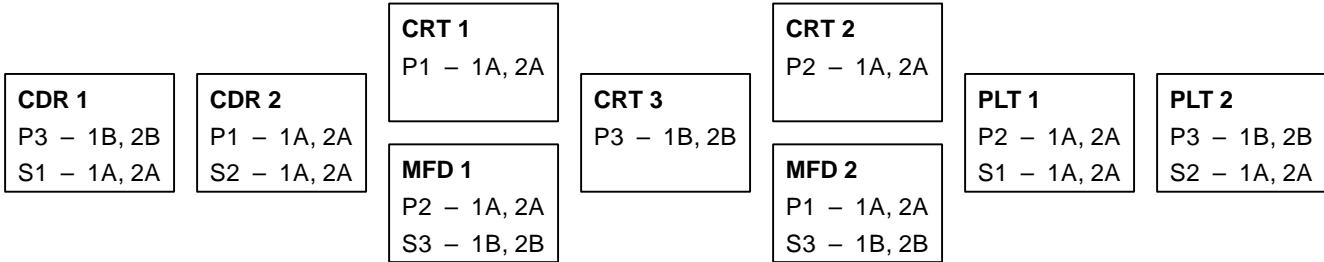 CDR 1
P3 – 1B, 2B
S1 – 1A, 2A
CDR 2
P1 – 1A, 2A
S2 – 1A, 2A
CRT 1
P1 – 1A, 2A
MFD 1
P2 – 1A, 2A
S3 – 1B, 2B
CRT 3
P3 – 1B, 2B
CRT 2
P2 – 1A, 2A
MFD 2
P1 – 1A, 2A
S3 – 1B, 2B
PLT 1
P2 – 1A, 2A
S1 – 1A, 2A
PLT 2
P3 – 1B, 2B
S2 – 1A, 2A